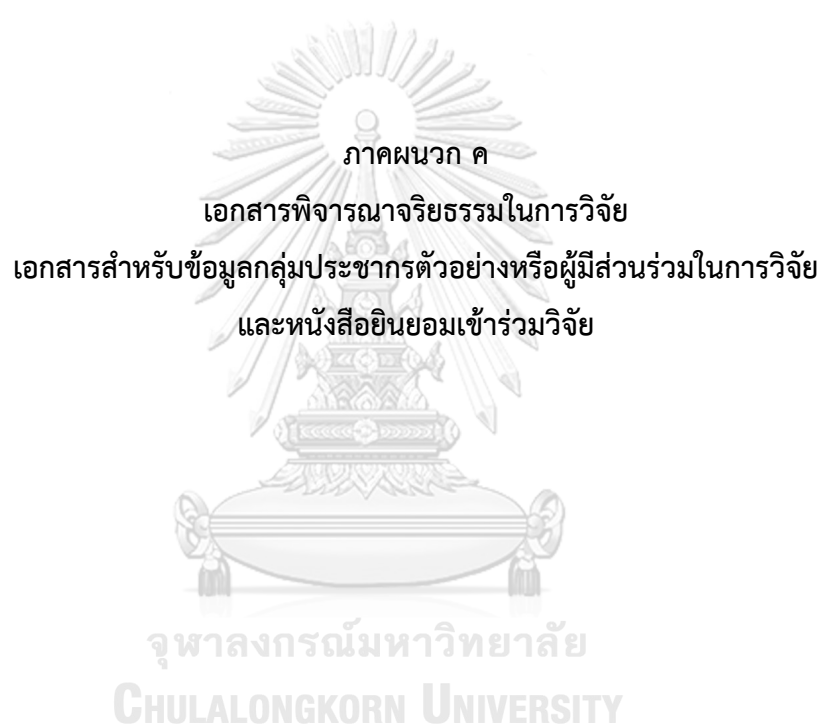 ภาคผนวก ค
เอกสารพิจารณาจริยธรรมในการวิจัย
เอกสารสำหรับข้อมูลกลุ่มประชากรตัวอย่างหรือผู้มีส่วนร่วมในการวิจัย
และหนังสือยินยอมเข้าร่วมวิจัย
จุฬาลงกรณ์มหาวิทยาลัย
CHULALONGKORN UNIVERSITY